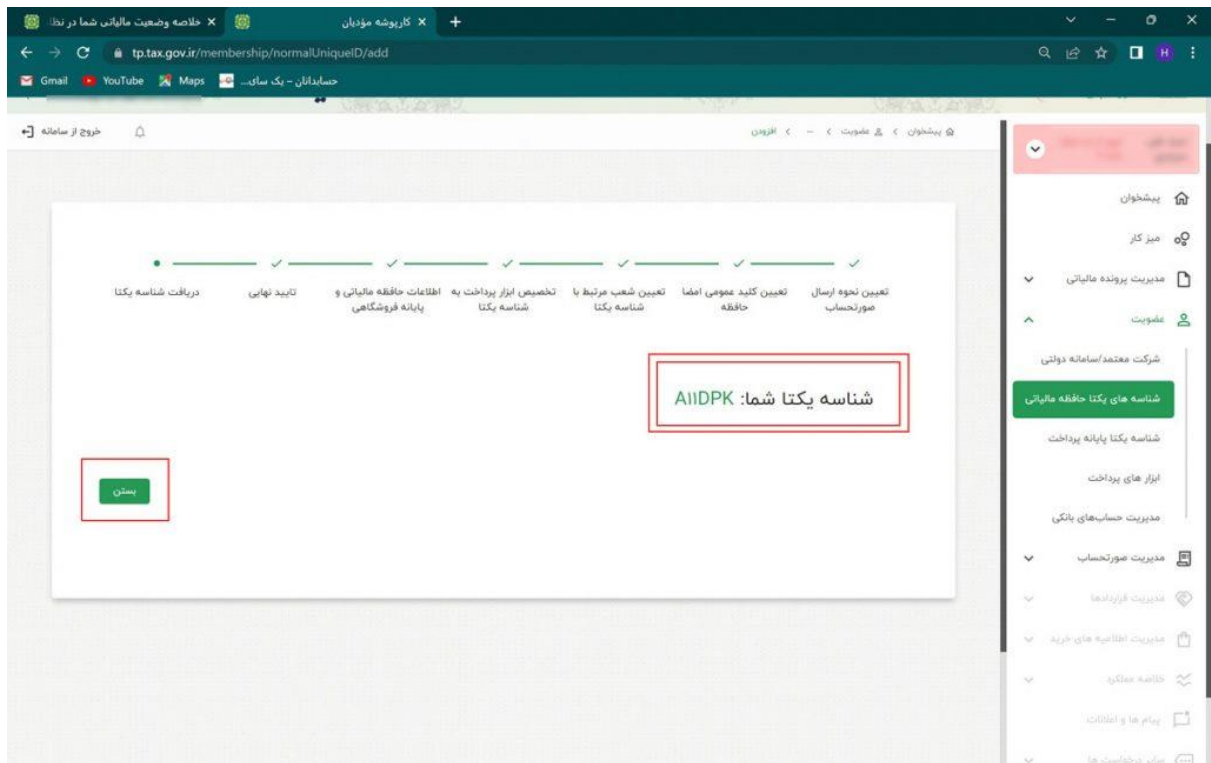 خلاصه وضعیت مالیاتی شما در نظا
کارپوشه مؤدیان
tp.tax.gov.ir/membership/normalUniqueID/add
H
Gmail
YouTube
Maps
حسابدانان – یک سای...
خروج از سامانه
پیشخوان
عضویت
...
افزودن
تعیین نحوه ارسال
صورتحساب
تعیین کلید عمومی امضا
حافظه
تعیین شعب مرتبط با
شناسه یکتا
تخصیص ابزار پرداخت به
شناسه یکتا
اطلاعات حافظه مالیاتی و
پایانه فروشگاهی
تایید نهایی
دریافت شناسه یکتا
شناسه یکتا شما: A۱۱DPK
بستن
پیشخوان
میز کار
مدیریت پرونده مالیاتی
عضویت
شرکت معتمد/سامانه دولتی
شناسه های یکتا حافظه مالیاتی
شناسه یکتا پایانه پرداخت
ابزار های پرداخت
مدیریت حساب‌های بانکی
مدیریت صورتحساب
مدیریت قراردادها
مدیریت اطلاعیه های خرید
خلاصه عملکرد
پیام ها و اعلانات
سایر درخواست ها